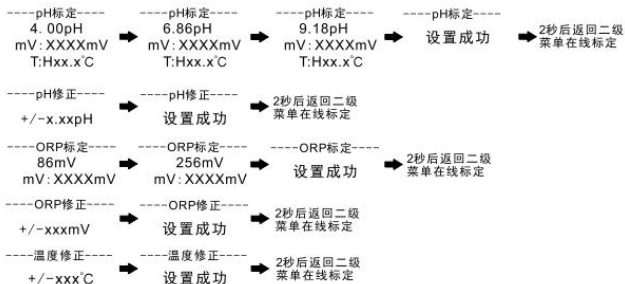 ----pH标定----
4. 00pH
mV:XXXXmV
T:Hxx.x℃
----pH标定----
6.86pH
mV:XXXXmV
T:Hxx.x℃
----pH标定----
9.18pH
mV:XXXXmV
T:Hxx.x℃
----pH标定----
设置成功
2秒后返回二级
菜单在线标定
----pH修正----
+/-x.xxpH
----pH修正----
设置成功
2秒后返回二级
菜单在线标定
----ORP标定----
86mV
mV:XXXXmV
----ORP标定----
256mV
mV:XXXXmV
----ORP标定----
设置成功
2秒后返回二级
菜单在线标定
----ORP修正----
+/-xxxmV
----ORP修正----
设置成功
2秒后返回二级
菜单在线标定
----温度修正----
+/-xxx℃
----温度修正----
设置成功
2秒后返回二级
菜单在线标定